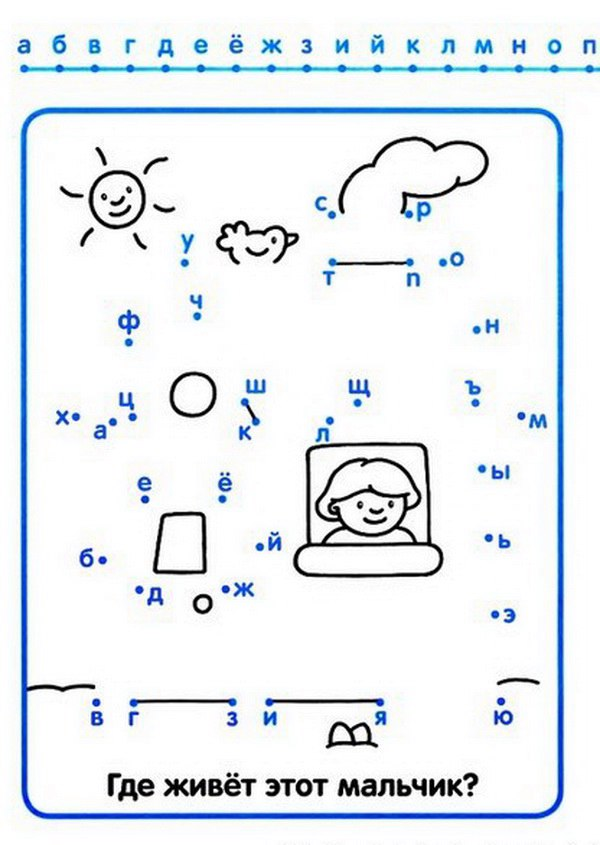 а б в г д е ё ж з и й к л м н о п
с р
у
т п о
ч
ф н
ш щ ъ
х а ц к л м
е ё ы
б й ь
д ж
э
в г з и я ю
Где живёт этот мальчик?